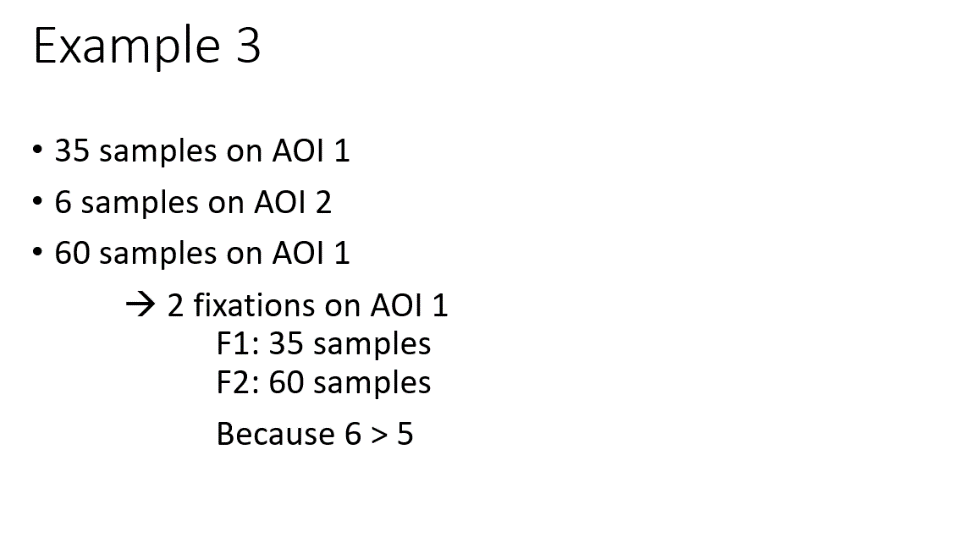 Example 3
• 35 samples on AOI 1
• 6 samples on AOI 2
• 60 samples on AOI 1
→ 2 fixations on AOI 1
F1: 35 samples
F2: 60 samples
Because 6 > 5